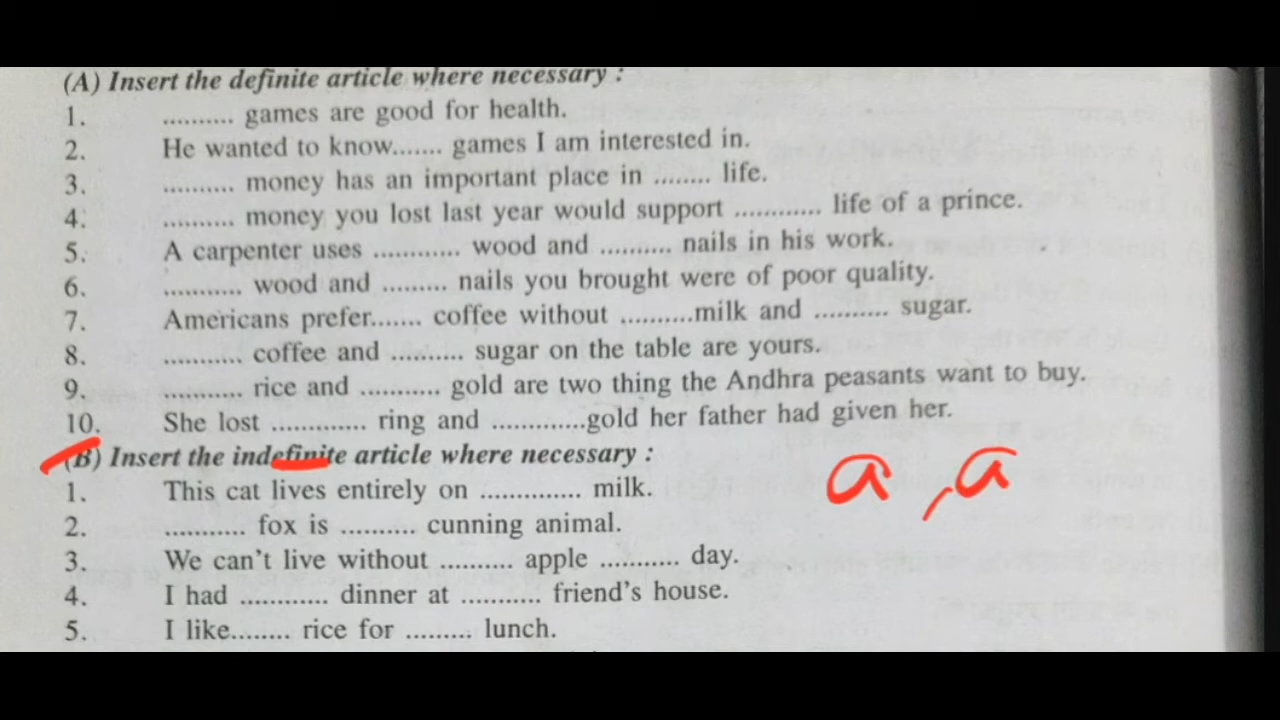 (A) Insert the definite article where necessary :
1. .......... games are good for health.
2. He wanted to know....... games I am interested in.
3. .......... money has an important place in ........ life.
4. .......... money you lost last year would support ............ life of a prince.
5. A carpenter uses ............ wood and .......... nails in his work.
6. ........... wood and ......... nails you brought were of poor quality.
7. Americans prefer....... coffee without ..........milk and .......... sugar.
8. ........... coffee and .......... sugar on the table are yours.
9. ........... rice and ............ gold are two thing the Andhra peasants want to buy.
10. She lost ............. ring and .............gold her father had given her.
(B) Insert the indefinite article where necessary :
1. This cat lives entirely on .............. milk.
2. ........... fox is .......... cunning animal.
3. We can't live without .......... apple ........... day.
4. I had ............ dinner at ........... friend's house.
5. I like........ rice for ......... lunch.
a , a